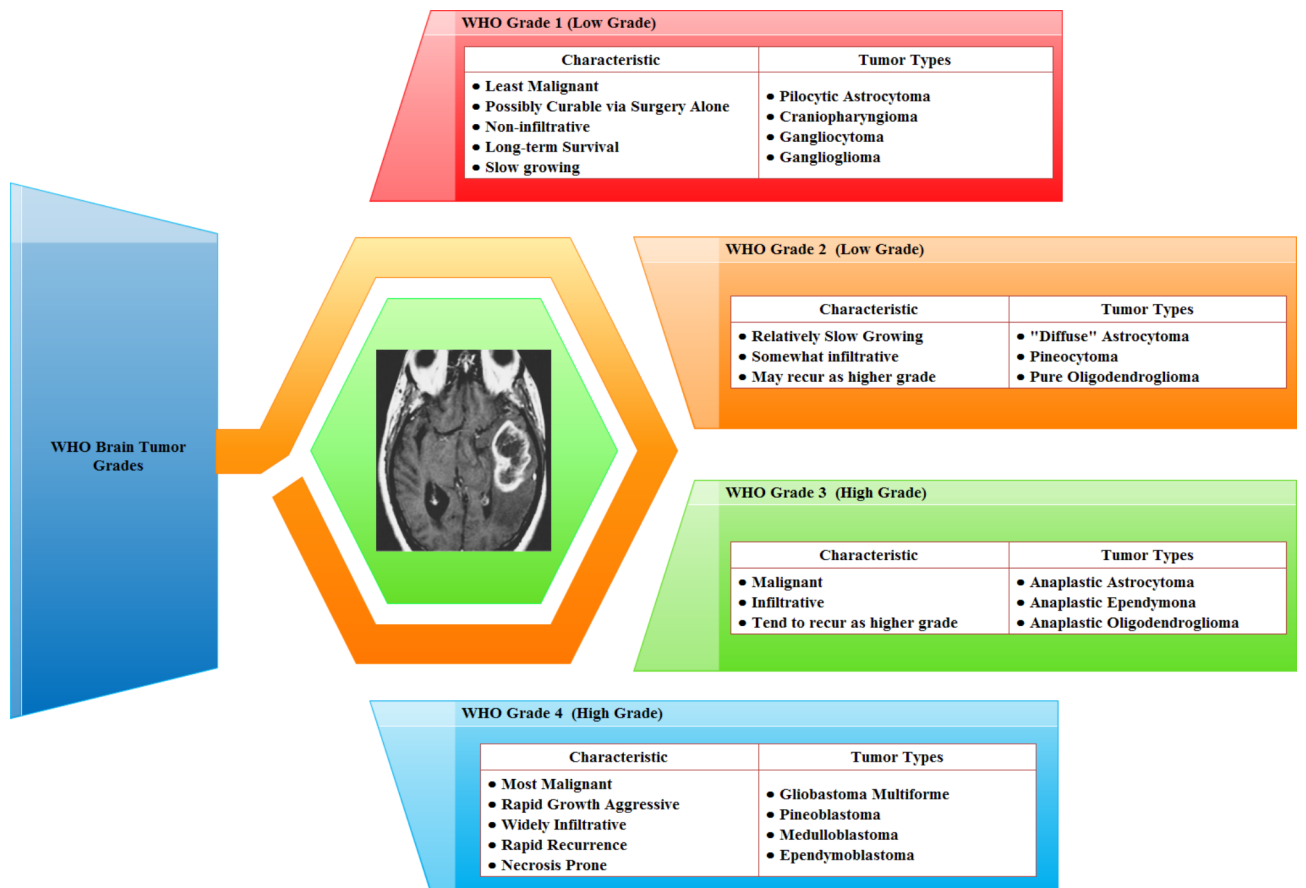 WHO Grade 1 (Low Grade)
Characteristic
Tumor Types
● Least Malignant
● Possibly Curable via Surgery Alone
● Non-infiltrative
● Long-term Survival
● Slow growing
● Pilocytic Astrocytoma
● Craniopharyngioma
● Gangliocytoma
● Ganglioglioma
WHO Brain Tumor
Grades
WHO Grade 2 (Low Grade)
Characteristic
Tumor Types
● Relatively Slow Growing
● Somewhat infiltrative
● May recur as higher grade
● "Diffuse" Astrocytoma
● Pineocytoma
● Pure Oligodendroglioma
WHO Grade 3 (High Grade)
Characteristic
Tumor Types
● Malignant
● Infiltrative
● Tend to recur as higher grade
● Anaplastic Astrocytoma
● Anaplastic Ependymona
● Anaplastic Oligodendroglioma
WHO Grade 4 (High Grade)
Characteristic
Tumor Types
● Most Malignant
● Rapid Growth Aggressive
● Widely Infiltrative
● Rapid Recurrence
● Necrosis Prone
● Gliobastoma Multiforme
● Pineoblastoma
● Medulloblastoma
● Ependymoblastoma